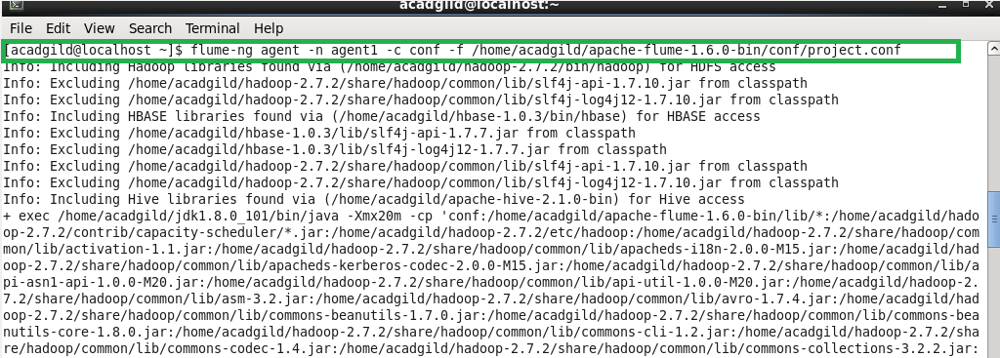 acadgild@localhost:~
File Edit View Search Terminal Help
[acadgild@localhost ~]$ flume-ng agent -n agent1 -c conf -f /home/acadgild/apache-flume-1.6.0-bin/conf/project.conf
Info: Including Hadoop libraries found via (/home/acadgild/hadoop-2.7.2/bin/hadoop) for HDFS access
Info: Excluding /home/acadgild/hadoop-2.7.2/share/hadoop/common/lib/slf4j-api-1.7.10.jar from classpath
Info: Excluding /home/acadgild/hadoop-2.7.2/share/hadoop/common/lib/slf4j-log4j12-1.7.10.jar from classpath
Info: Including HBASE libraries found via (/home/acadgild/hbase-1.0.3/bin/hbase) for HBASE access
Info: Excluding /home/acadgild/hbase-1.0.3/lib/slf4j-api-1.7.7.jar from classpath
Info: Excluding /home/acadgild/hbase-1.0.3/lib/slf4j-log4j12-1.7.7.jar from classpath
Info: Excluding /home/acadgild/hadoop-2.7.2/share/hadoop/common/lib/slf4j-api-1.7.10.jar from classpath
Info: Excluding /home/acadgild/hadoop-2.7.2/share/hadoop/common/lib/slf4j-log4j12-1.7.10.jar from classpath
Info: Including Hive libraries found via (/home/acadgild/apache-hive-2.1.0-bin) for Hive access
+ exec /home/acadgild/jdk1.8.0_101/bin/java -Xmx20m -cp 'conf:/home/acadgild/apache-flume-1.6.0-bin/lib/*:/home/acadgild/hado
op-2.7.2/contrib/capacity-scheduler/*.jar:/home/acadgild/hadoop-2.7.2/etc/hadoop:/home/acadgild/hadoop-2.7.2/share/hadoop/com
mon/lib/activation-1.1.jar:/home/acadgild/hadoop-2.7.2/share/hadoop/common/lib/apacheds-i18n-2.0.0-M15.jar:/home/acadgild/had
oop-2.7.2/share/hadoop/common/lib/apacheds-kerberos-codec-2.0.0-M15.jar:/home/acadgild/hadoop-2.7.2/share/hadoop/common/lib/a
pi-asn1-api-1.0.0-M20.jar:/home/acadgild/hadoop-2.7.2/share/hadoop/common/lib/api-util-1.0.0-M20.jar:/home/acadgild/hadoop-2.
7.2/share/hadoop/common/lib/asm-3.2.jar:/home/acadgild/hadoop-2.7.2/share/hadoop/common/lib/avro-1.7.4.jar:/home/acadgild/had
oop-2.7.2/share/hadoop/common/lib/commons-beanutils-1.7.0.jar:/home/acadgild/hadoop-2.7.2/share/hadoop/common/lib/commons-bea
nutils-core-1.8.0.jar:/home/acadgild/hadoop-2.7.2/share/hadoop/common/lib/commons-cli-1.2.jar:/home/acadgild/hadoop-2.7.2/sha
re/hadoop/common/lib/commons-codec-1.4.jar:/home/acadgild/hadoop-2.7.2/share/hadoop/common/lib/commons-collections-3.2.2.jar: